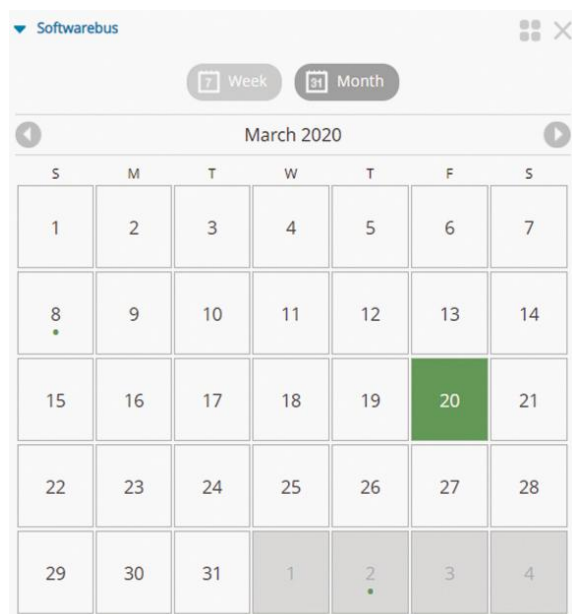 Softwarebus
7 Week 31 Month
March 2020
S M T W T F S
1 2 3 4 5 6 7
8 9 10 11 12 13 14
15 16 17 18 19 20 21
22 23 24 25 26 27 28
29 30 31 1 2 3 4